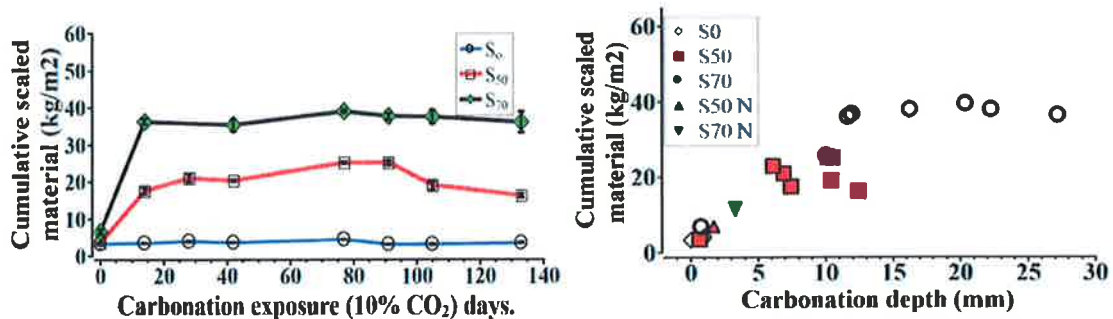 Cumulative scaled
material (kg/m2)
60
50
40
30
20
10
0
0
20
40
60
80
100
120
140
S₀
S₅₀
S₇₀
Carbonation exposure (10% CO₂) days.
Cumulative scaled
material (kg/m2)
60
40
20
0
0
5
10
15
20
25
30
S0
S50
S70
S50 N
S70 N
Carbonation depth (mm)